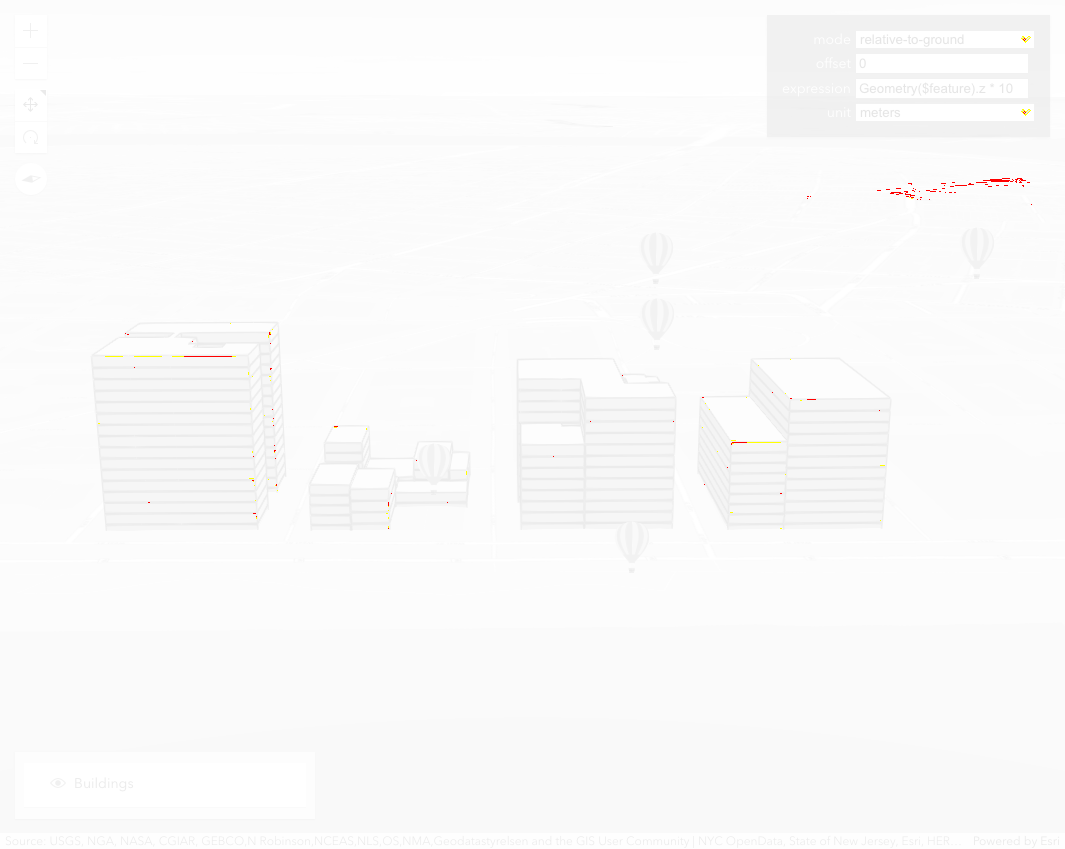 mode relative-to-ground
offset 0
expression Geometry($feature).z * 10
unit meters
Buildings
Source: USGS, NGA, NASA, CGIAR, GEBCO,N Robinson,NCEAS,NLS,OS,NMA,Geodatastyrelsen and the GIS User Community | NYC OpenData, State of New Jersey, Esri, HER... Powered by Esri